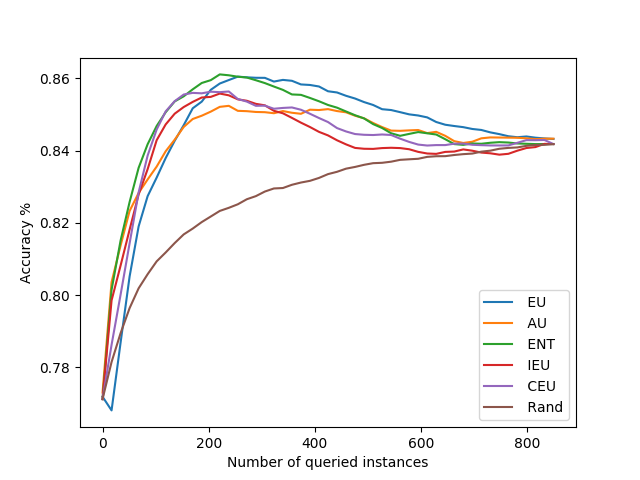 0.86
0.84
0.82
0.80
0.78
Accuracy %
0
200
400
600
800
Number of queried instances
EU
AU
ENT
IEU
CEU
Rand